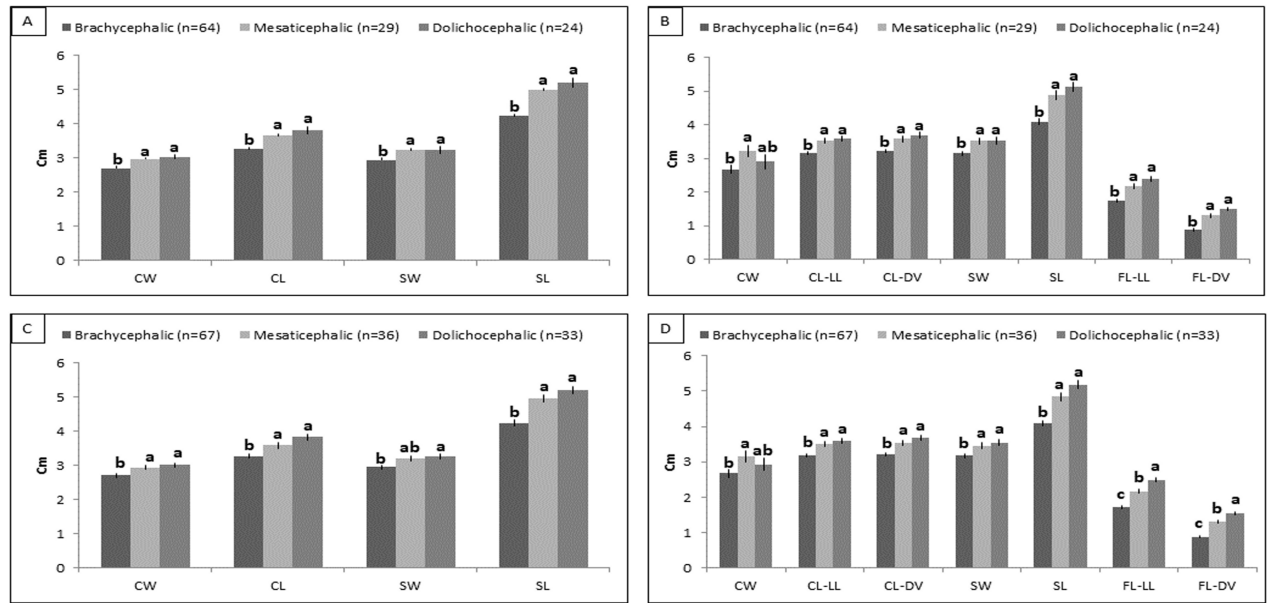 A
Brachycephalic (n=64) Mesaticephalic (n=29) Dolichocephalic (n=24)
6
5
4
3
2
1
0
Cm
b a a b a a b a a b a a
CW CL SW SL
B
Brachycephalic (n=64) Mesaticephalic (n=29) Dolichocephalic (n=24)
6
5
4
3
2
1
0
Cm
b a ab b a a b a a b a a b a a b a a b a a
CW CL-LL CL-DV SW SL FL-LL FL-DV
C
Brachycephalic (n=67) Mesaticephalic (n=36) Dolichocephalic (n=33)
6
5
4
3
2
1
0
Cm
b a a b a a b ab a b a a
CW CL SW SL
D
Brachycephalic (n=67) Mesaticephalic (n=36) Dolichocephalic (n=33)
6
5
4
3
2
1
0
Cm
b a ab b a a b a a b a a b a a c b a c b a
CW CL-LL CL-DV SW SL FL-LL FL-DV